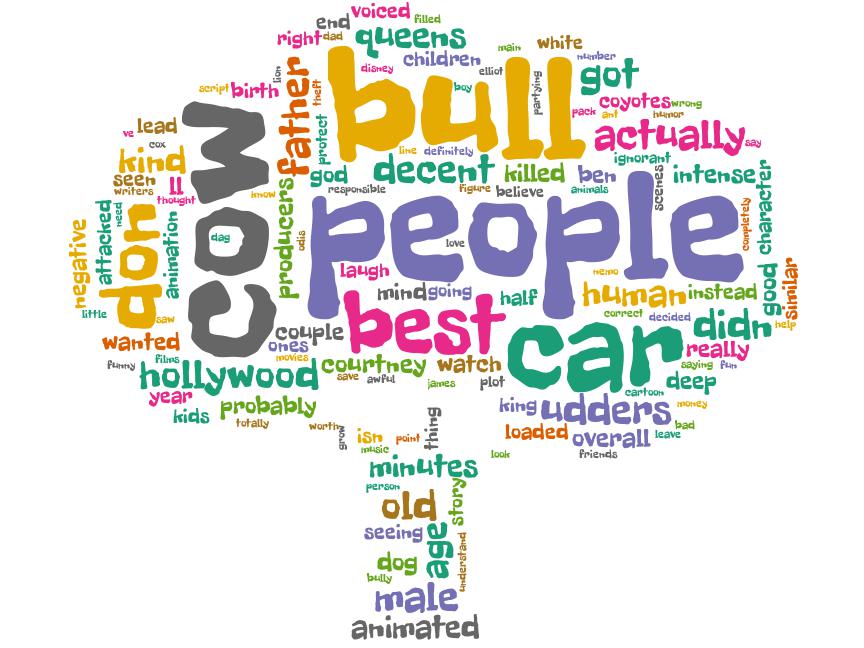 voiced
filled
end
right
dad
queens
main
white
children
number
disney
elliot
lion
boy
partying
got
script
birth
father
theft
bull
pack
coyotes
wrong
ant
humor
ve
lead
cow
protect
actually
say
cox
line
definitely
kind
god
decent
killed
ben
ignorant
seen
writers
ll
thought
know
responsible
figure
believe
animals
scenes
intense
need
don
attacked
animation
dag
producers
odis
people
love
completely
character
negative
laugh
nemo
mind
going
half
human
instead
good
similar
little
saw
best
correct
decided
help
wanted
couple
ones
car
didn
really
films
movies
funny
hollywood
courtney
watch
saying
fun
save
awful
james
plot
cartoon
deep
year
kids
probably
king
udders
money
totally
worth
grow
isn
point
thing
loaded
overall
leave
bad
music
look
friends
minutes
person
old
story
seeing
age
understand
dog
bully
male
animated